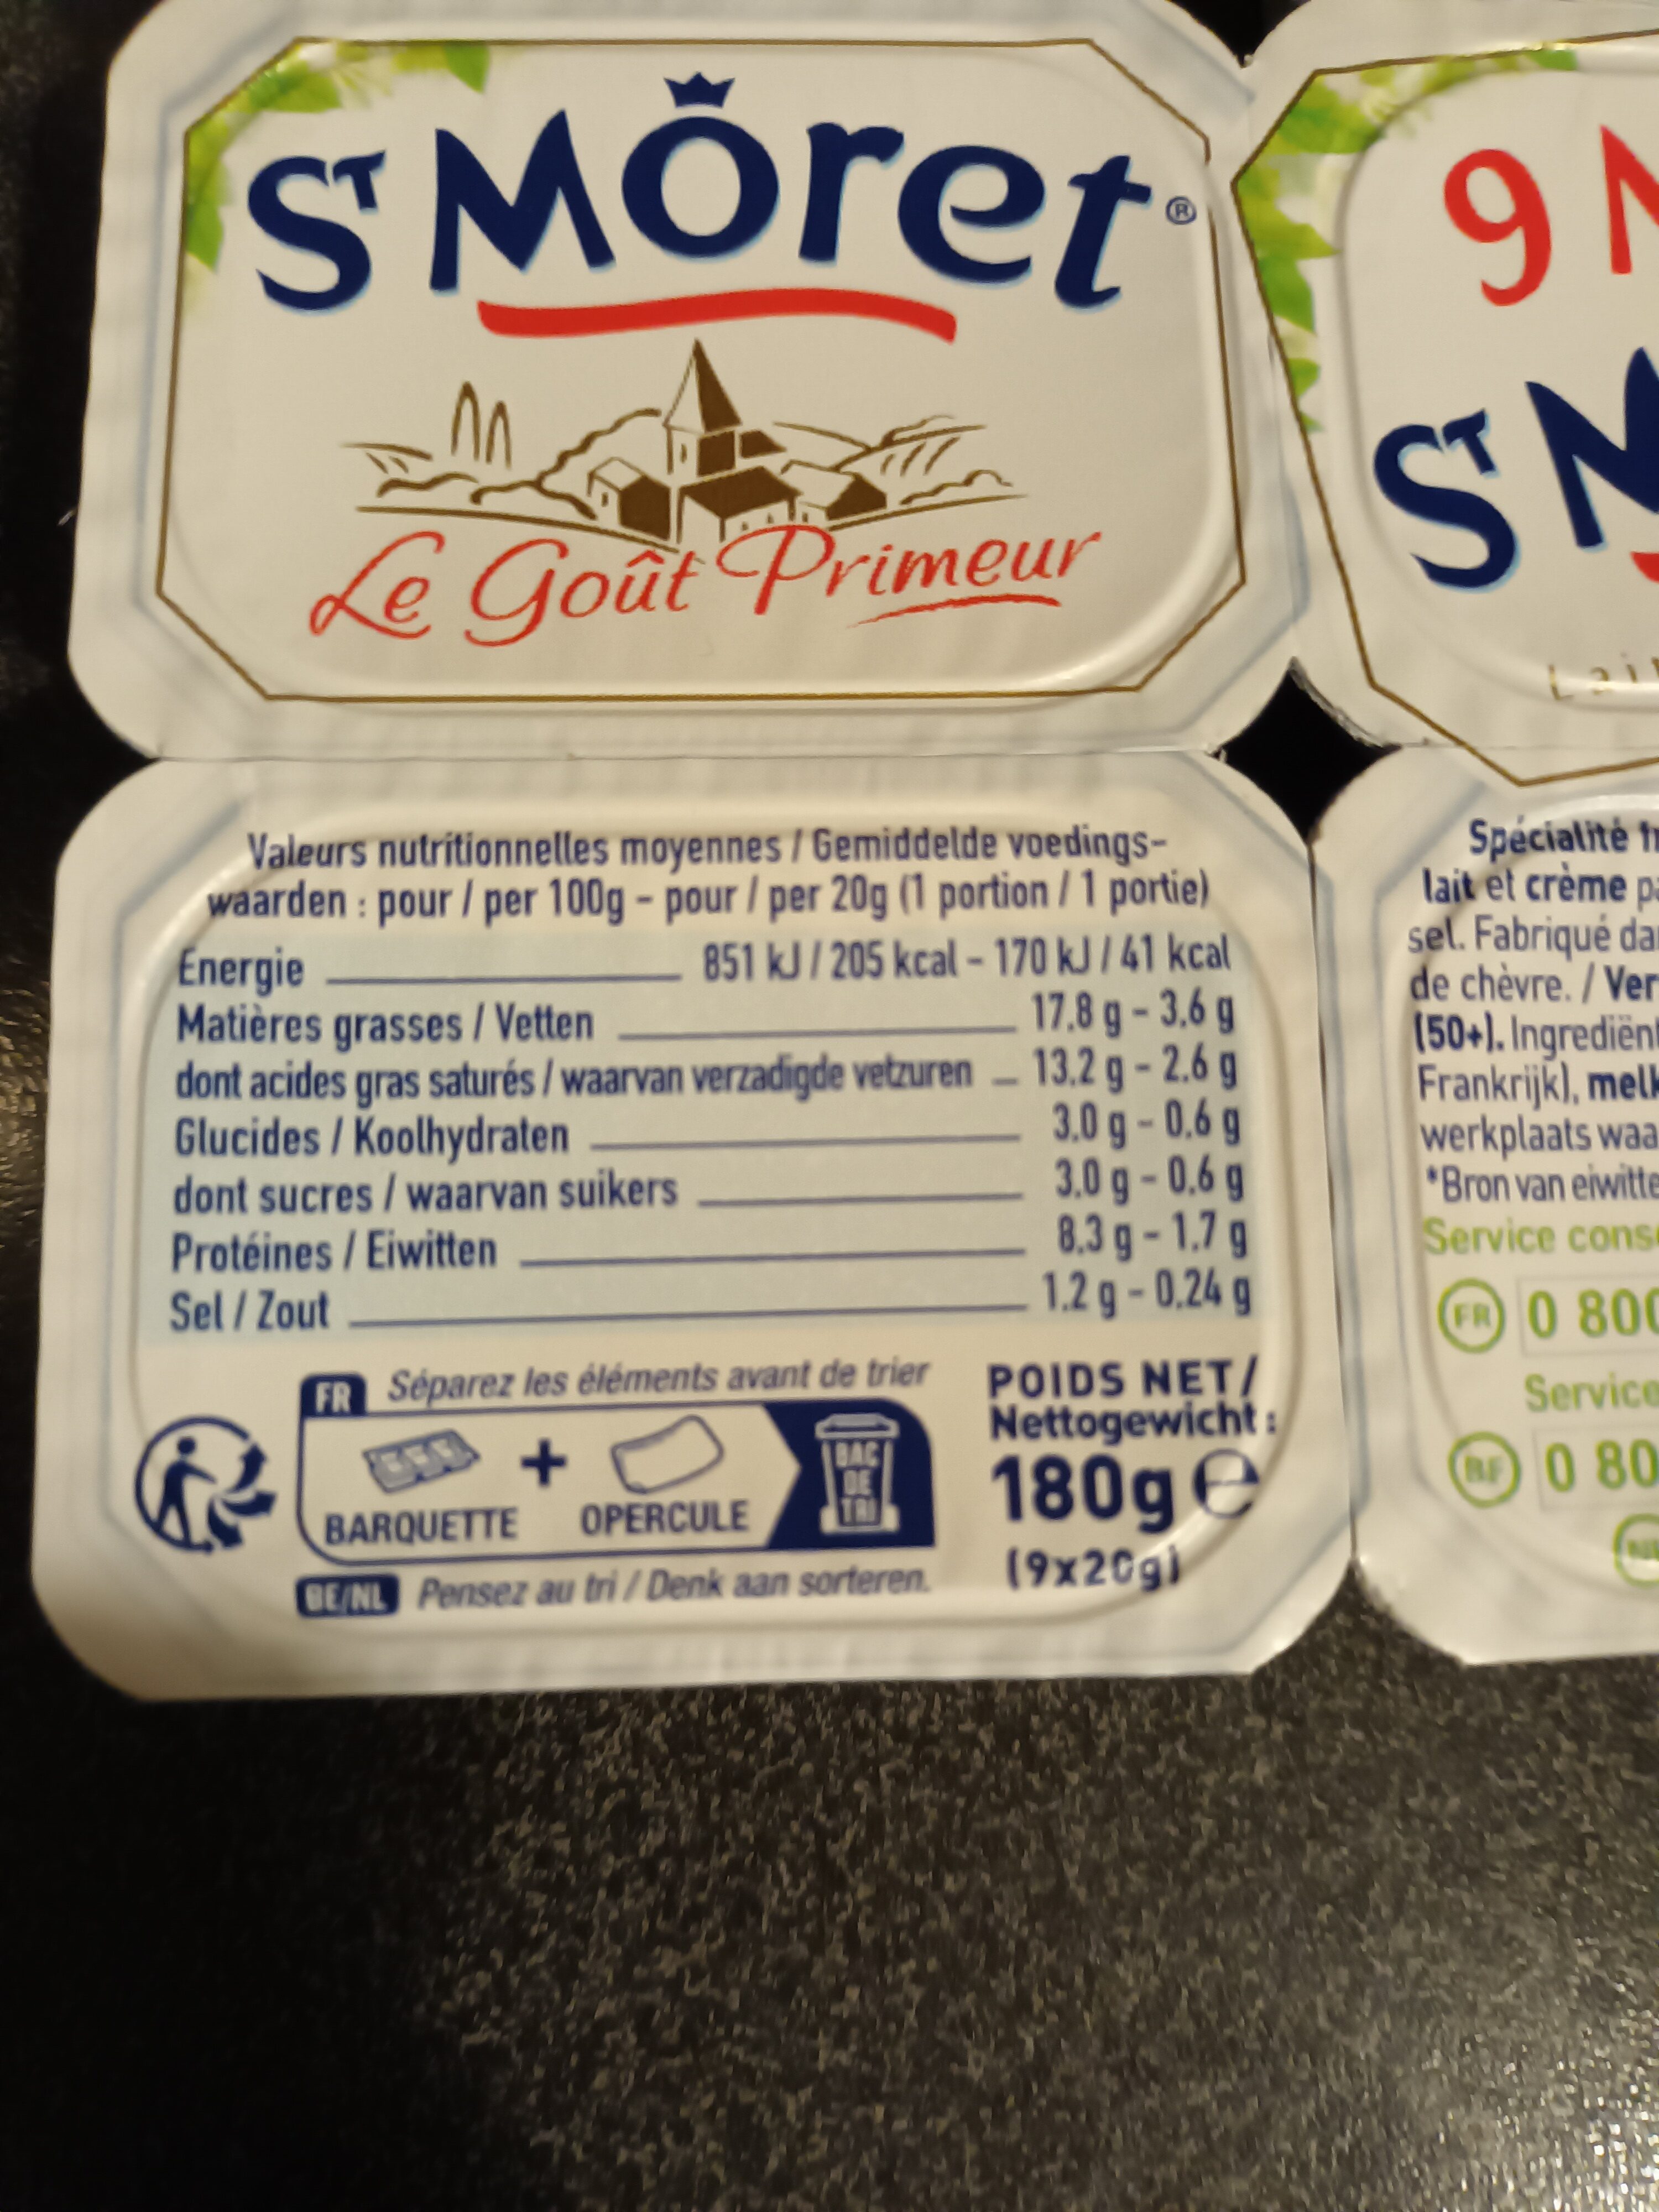 ST MÔret®
Le Goût Primeur
9
ST
Valeurs nutritionnelles moyennes / Gemiddelde voedings-
waarden : pour / per 100g - pour / per 20g (1 portion / 1 portie)
Energie 851 kJ / 205 kcal - 170 kJ / 41 kcal
Matières grasses / Vetten 17.8 g - 3.6 g
dont acides gras saturés / waarvan verzadigde vetzuren 13.2 g - 2.6 g
Glucides / Koolhydraten 3.0 g - 0.6 g
dont sucres / waarvan suikers 3.0 g - 0.6 g
Protéines / Eiwitten 8.3 g - 1.7 g
Sel / Zout 1.2 g - 0.24 g
FR Séparez les éléments avant de trier
BARQUETTE + OPERCULE
BAC
DE
TRI
BE/NL Pensez au tri / Denk aan sorteren.
POIDS NET/
Nettogewicht :
180g e
(9x20g)
Spécialité
lait et crème
sel. Fabriqué
de chèvre. /
(50+).
Frankrijk),
werkplaats
*Bron van
Service
FR 0 800
Service
0 80